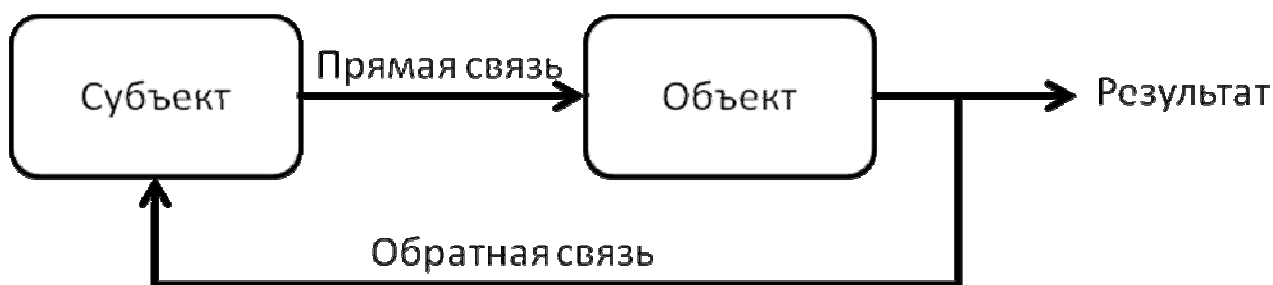 Субъект
Прямая связь
Объект
Результат
Обратная связь